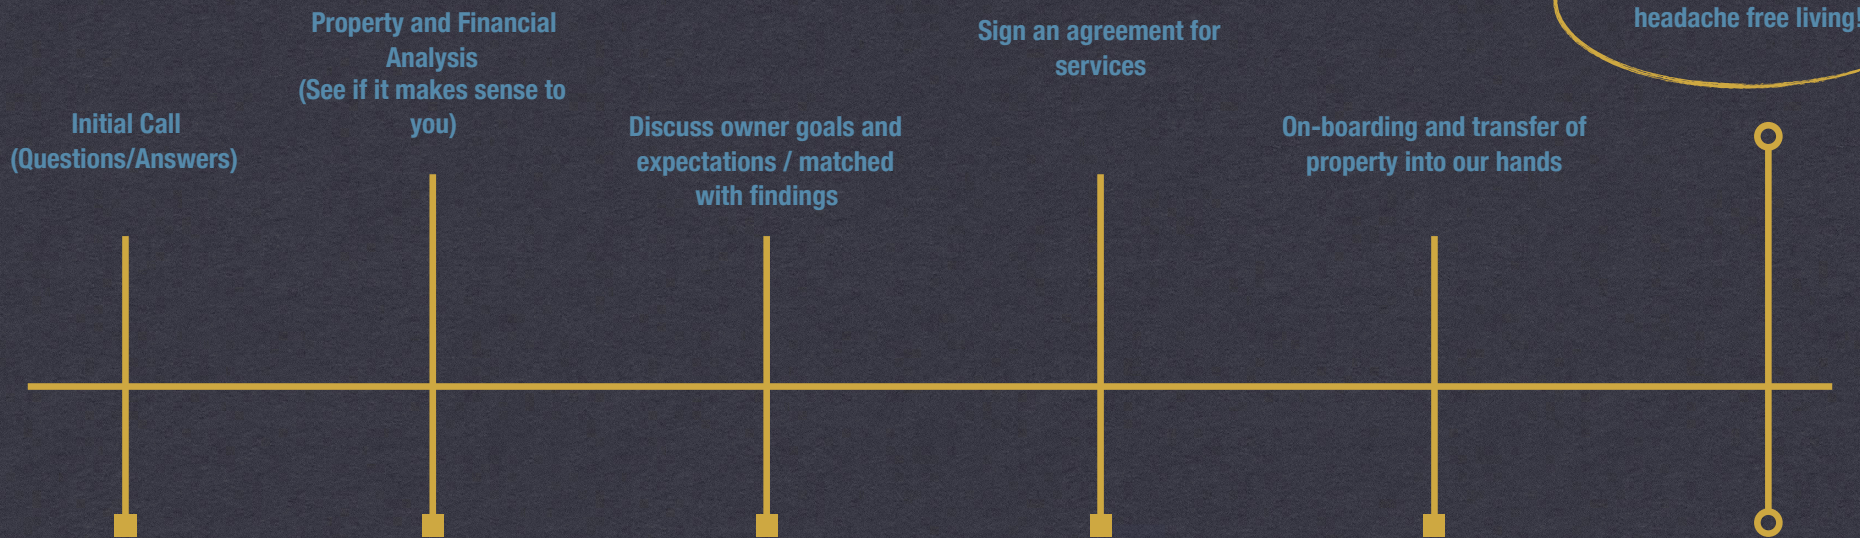 Initial Call
(Questions/Answers)
Property and Financial
Analysis
(See if it makes sense to
you)
Discuss owner goals and
expectations / matched
with findings
Sign an agreement for
services
On-boarding and transfer of
property into our hands
headache free living!